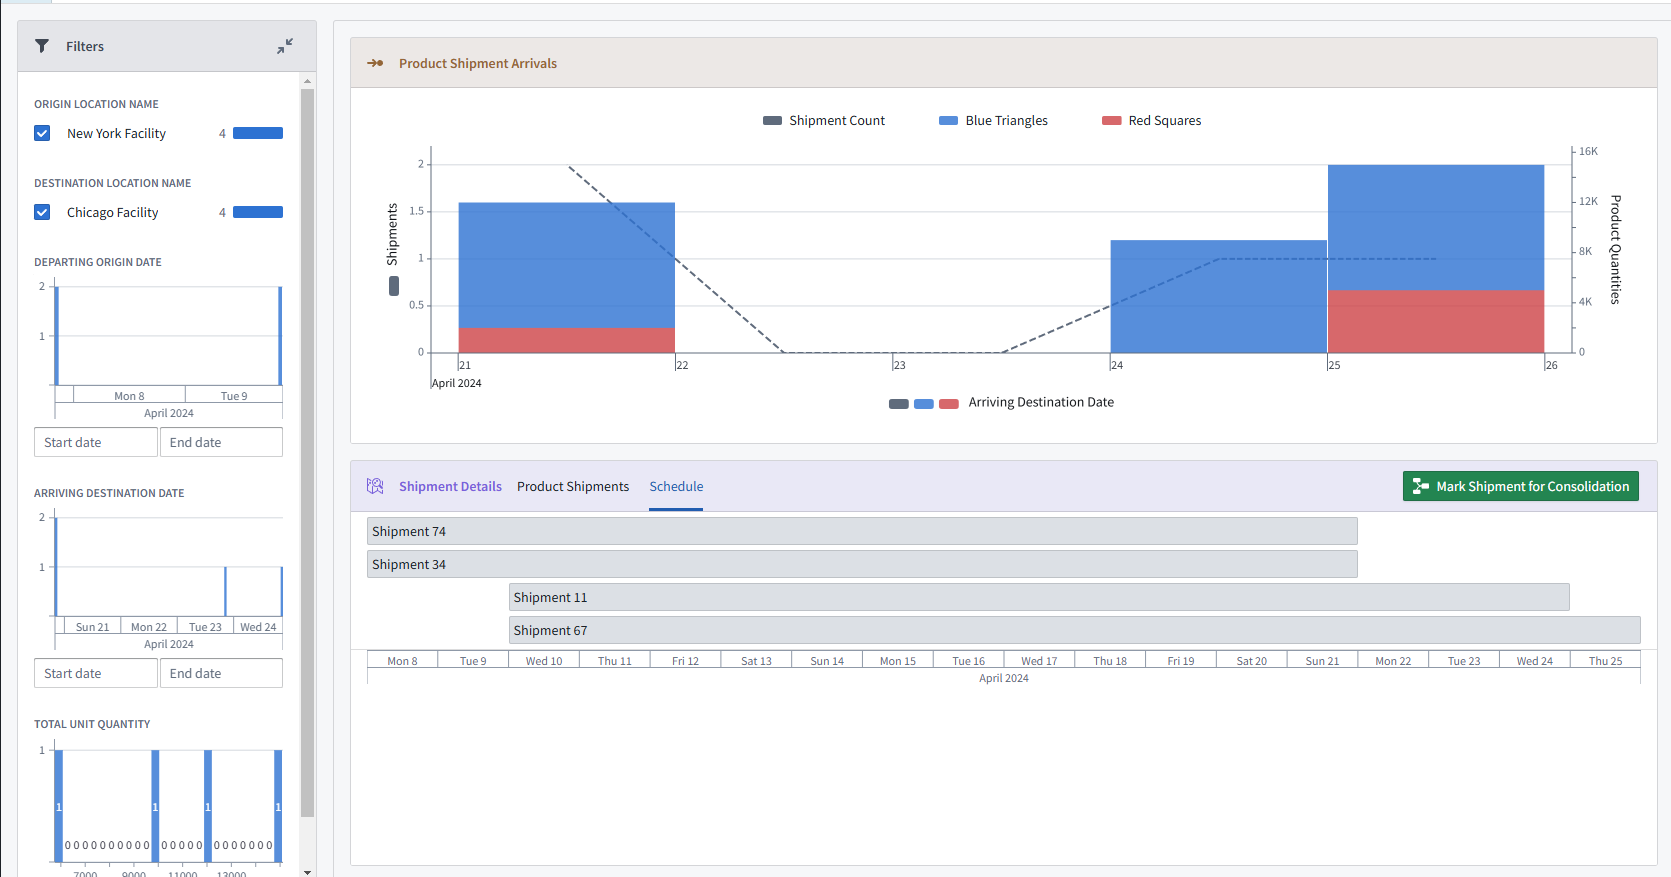 Filters
ORIGIN LOCATION NAME
New York Facility 4
DESTINATION LOCATION NAME
Chicago Facility 4
DEPARTING ORIGIN DATE
2
1
Mon 8 Tue 9
April 2024
Start date End date
ARRIVING DESTINATION DATE
2
1
Sun 21 Mon 22 Tue 23 Wed 24
April 2024
Start date End date
TOTAL UNIT QUANTITY
1
1 1 1 1
0 0 0 0 0 0 0 0 0 0 0 0 0 0 0 0 0 0 0 0 0 0
7000 9000 11000 13000
Product Shipment Arrivals
Shipment Count Blue Triangles Red Squares
Shipments
2
1.5
1
0.5
0
16K
12K
8K
4K
0
Product Quantities
21 22 23 24 25 26
April 2024
Arriving Destination Date
Shipment Details Product Shipments Schedule Mark Shipment for Consolidation
Shipment 74
Shipment 34
Shipment 11
Shipment 67
Mon 8 Tue 9 Wed 10 Thu 11 Fri 12 Sat 13 Sun 14 Mon 15 Tue 16 Wed 17 Thu 18 Fri 19 Sat 20 Sun 21 Mon 22 Tue 23 Wed 24 Thu 25
April 2024